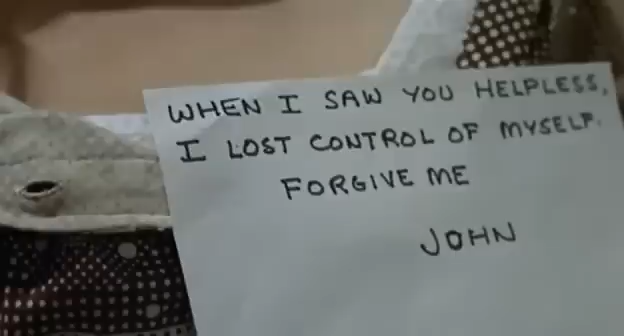 WHEN I SAW YOU HELPLESS,
I LOST CONTROL OF MYSELF.
FORGIVE ME
JOHN